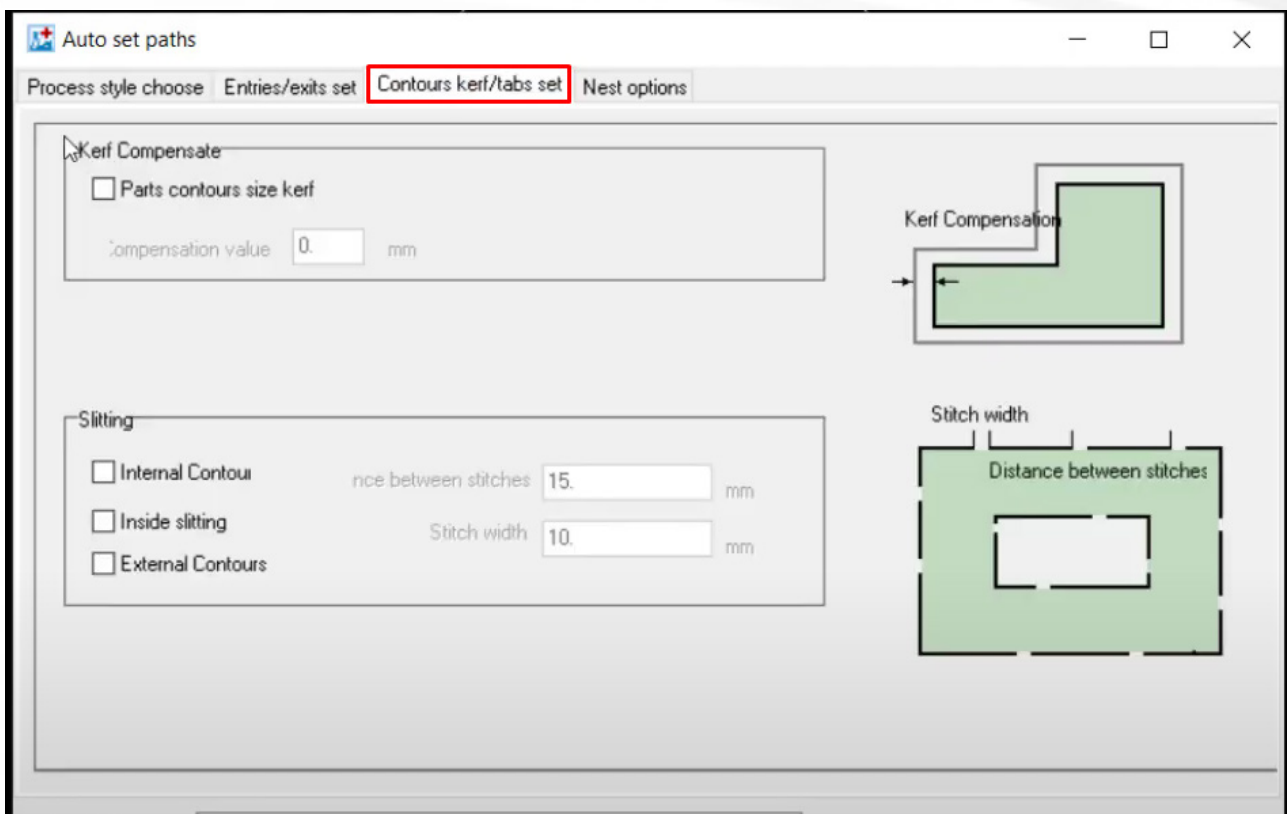 Auto set paths
Process style choose Entries/exits set Contours kerf/tabs set Nest options
Kerf Compensate
Parts contours size kerf
Compensation value 0. mm
Kerf Compensation
Slitting
Internal Contour
nce between stitches 15. mm
Inside slitting
Stitch width 10. mm
External Contours
Stitch width
Distance between stitches